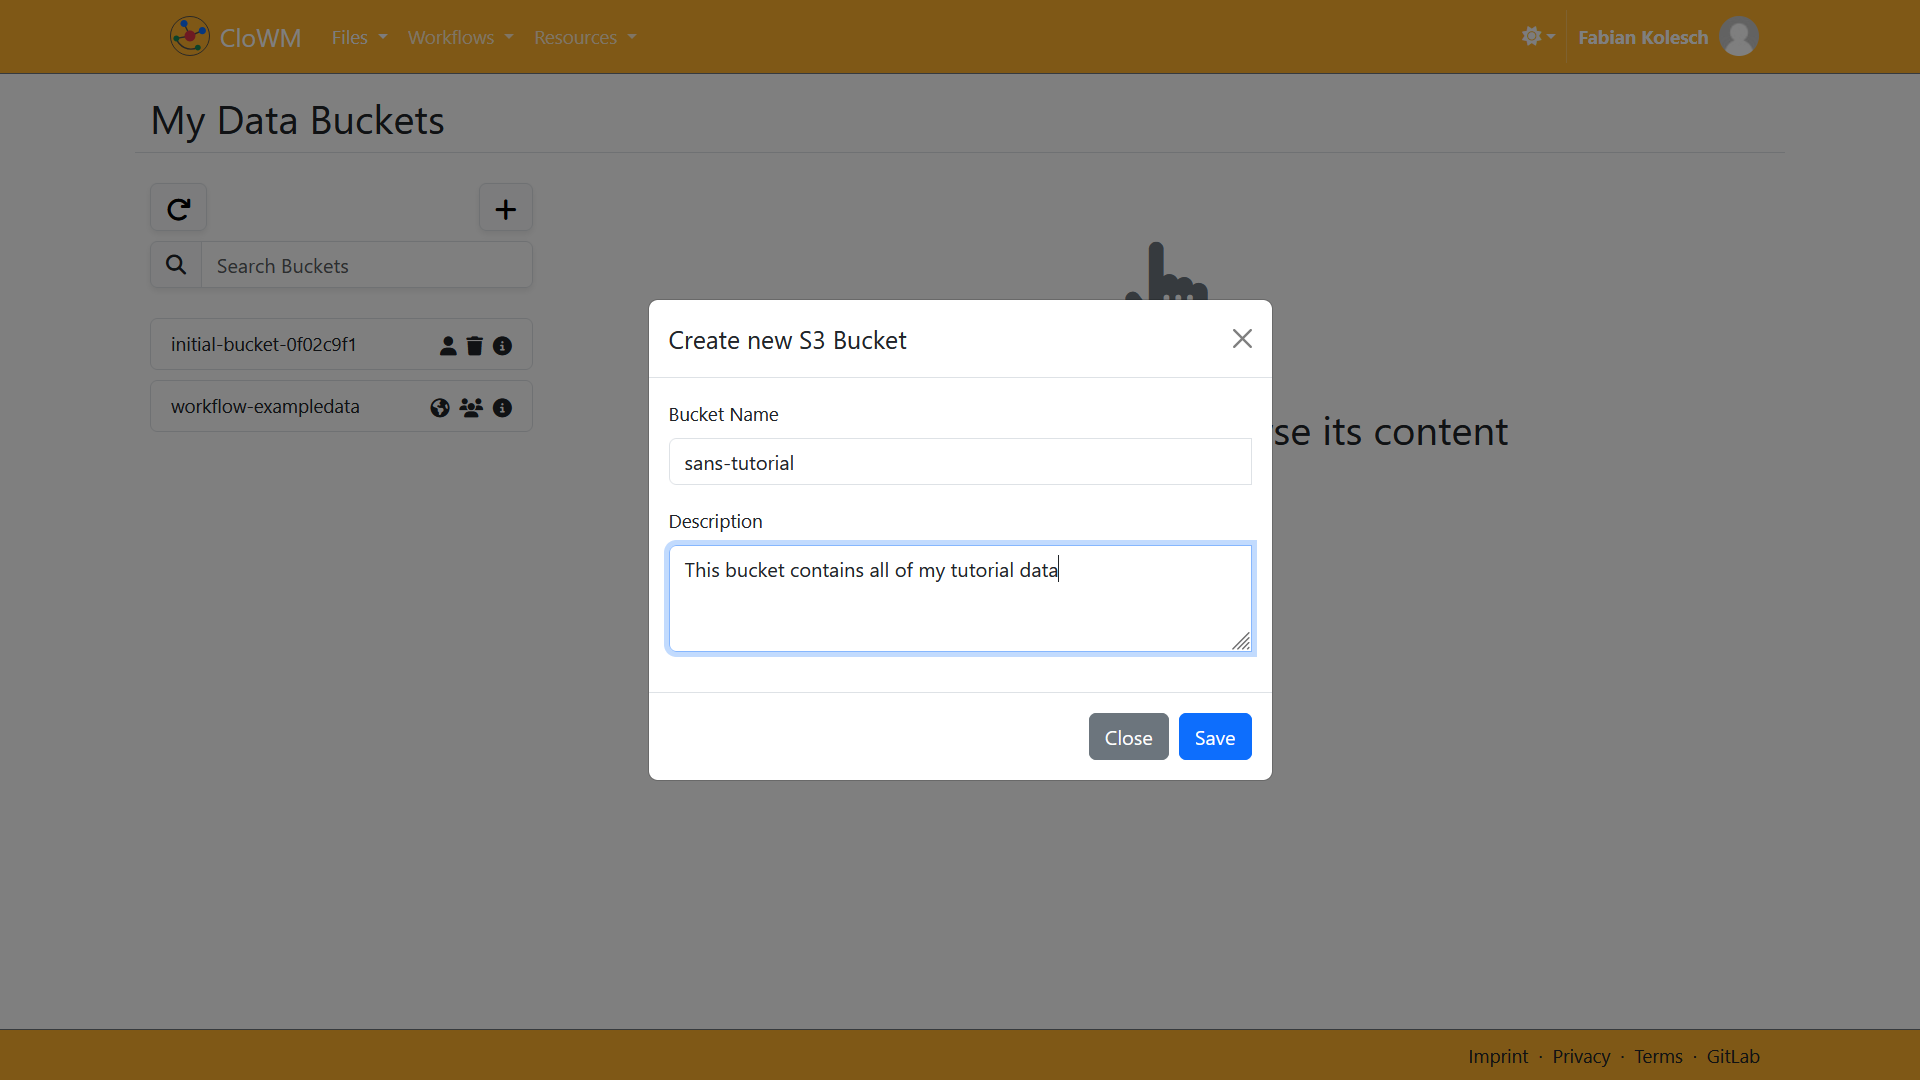 CloWM Files Workflows Resources Fabian Kolesch
My Data Buckets
Search Buckets
initial-bucket-0f02c9f1
workflow-exampledata
se its content
Create new S3 Bucket
Bucket Name
sans-tutorial
Description
This bucket contains all of my tutorial data
Close Save
Imprint · Privacy · Terms · GitLab